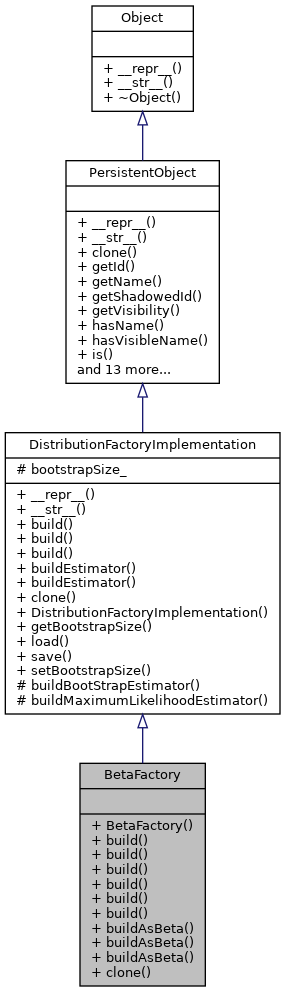 Object
+ __repr__()
+ __str__()
+ ~Object()
PersistentObject
+ __repr__()
+ __str__()
+ clone()
+ getId()
+ getName()
+ getShadowedId()
+ getVisibility()
+ hasName()
+ hasVisibleName()
+ is()
and 13 more...
DistributionFactoryImplementation
# bootstrapSize_
+ __repr__()
+ __str__()
+ build()
+ build()
+ build()
+ buildEstimator()
+ buildEstimator()
+ clone()
+ DistributionFactoryImplementation()
+ getBootstrapSize()
+ load()
+ save()
+ setBootstrapSize()
# buildBootStrapEstimator()
# buildMaximumLikelihoodEstimator()
BetaFactory
+ BetaFactory()
+ build()
+ build()
+ build()
+ build()
+ build()
+ build()
+ buildAsBeta()
+ buildAsBeta()
+ buildAsBeta()
+ clone()